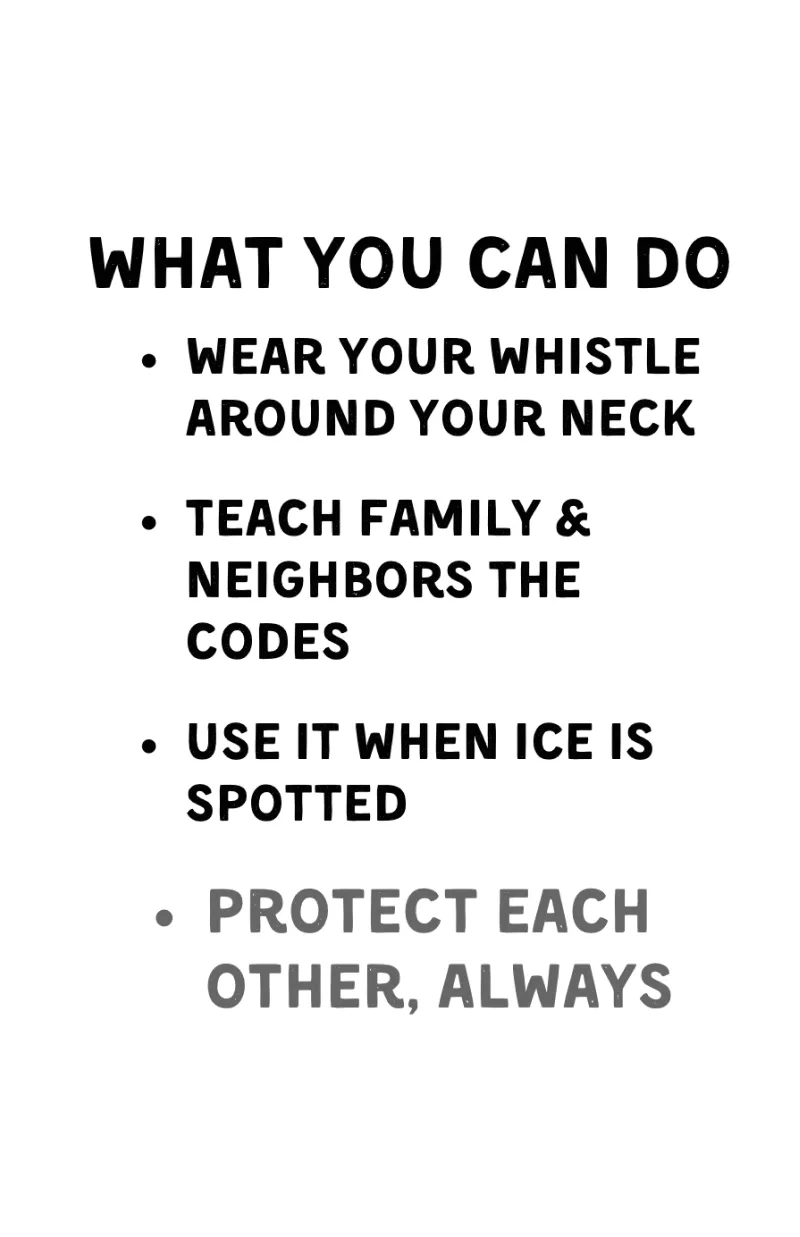 WHAT YOU CAN DO
• WEAR YOUR WHISTLE
AROUND YOUR NECK
• TEACH FAMILY &
NEIGHBORS THE
CODES
• USE IT WHEN ICE IS
SPOTTED
• PROTECT EACH
OTHER, ALWAYS